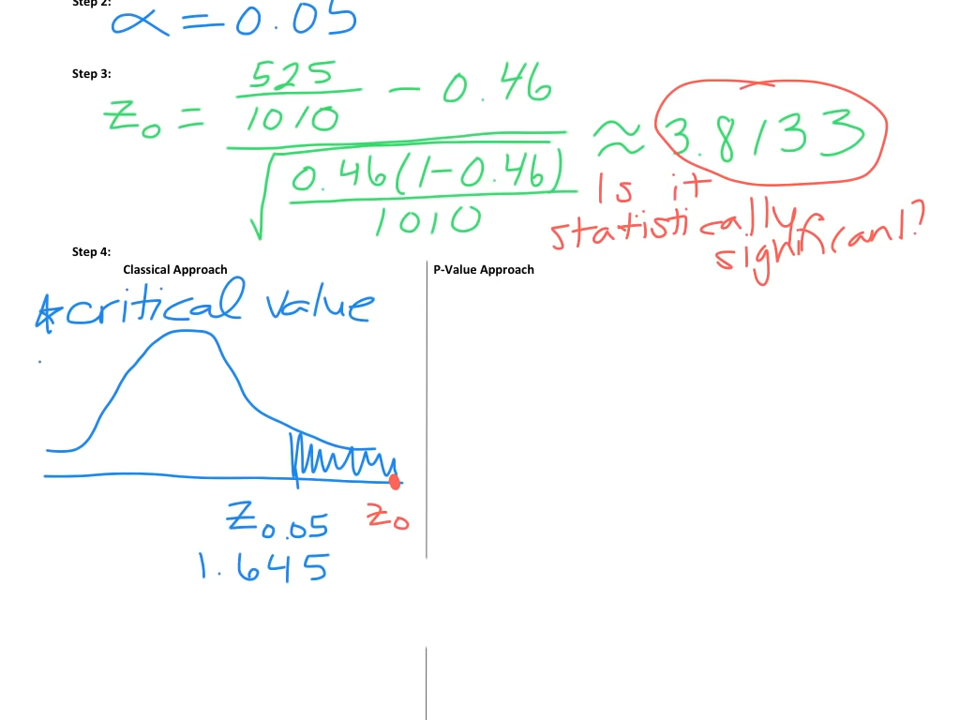 Step 2:
α = 0.05
Step 3:
z₀ = (525/1010 − 0.46) / √(0.46(1−0.46)/1010) ≈ 3.8133
Is it
statistically
significant?
Step 4:
Classical Approach
P-Value Approach
*critical value
Z₀.₀₅
z₀
1.645